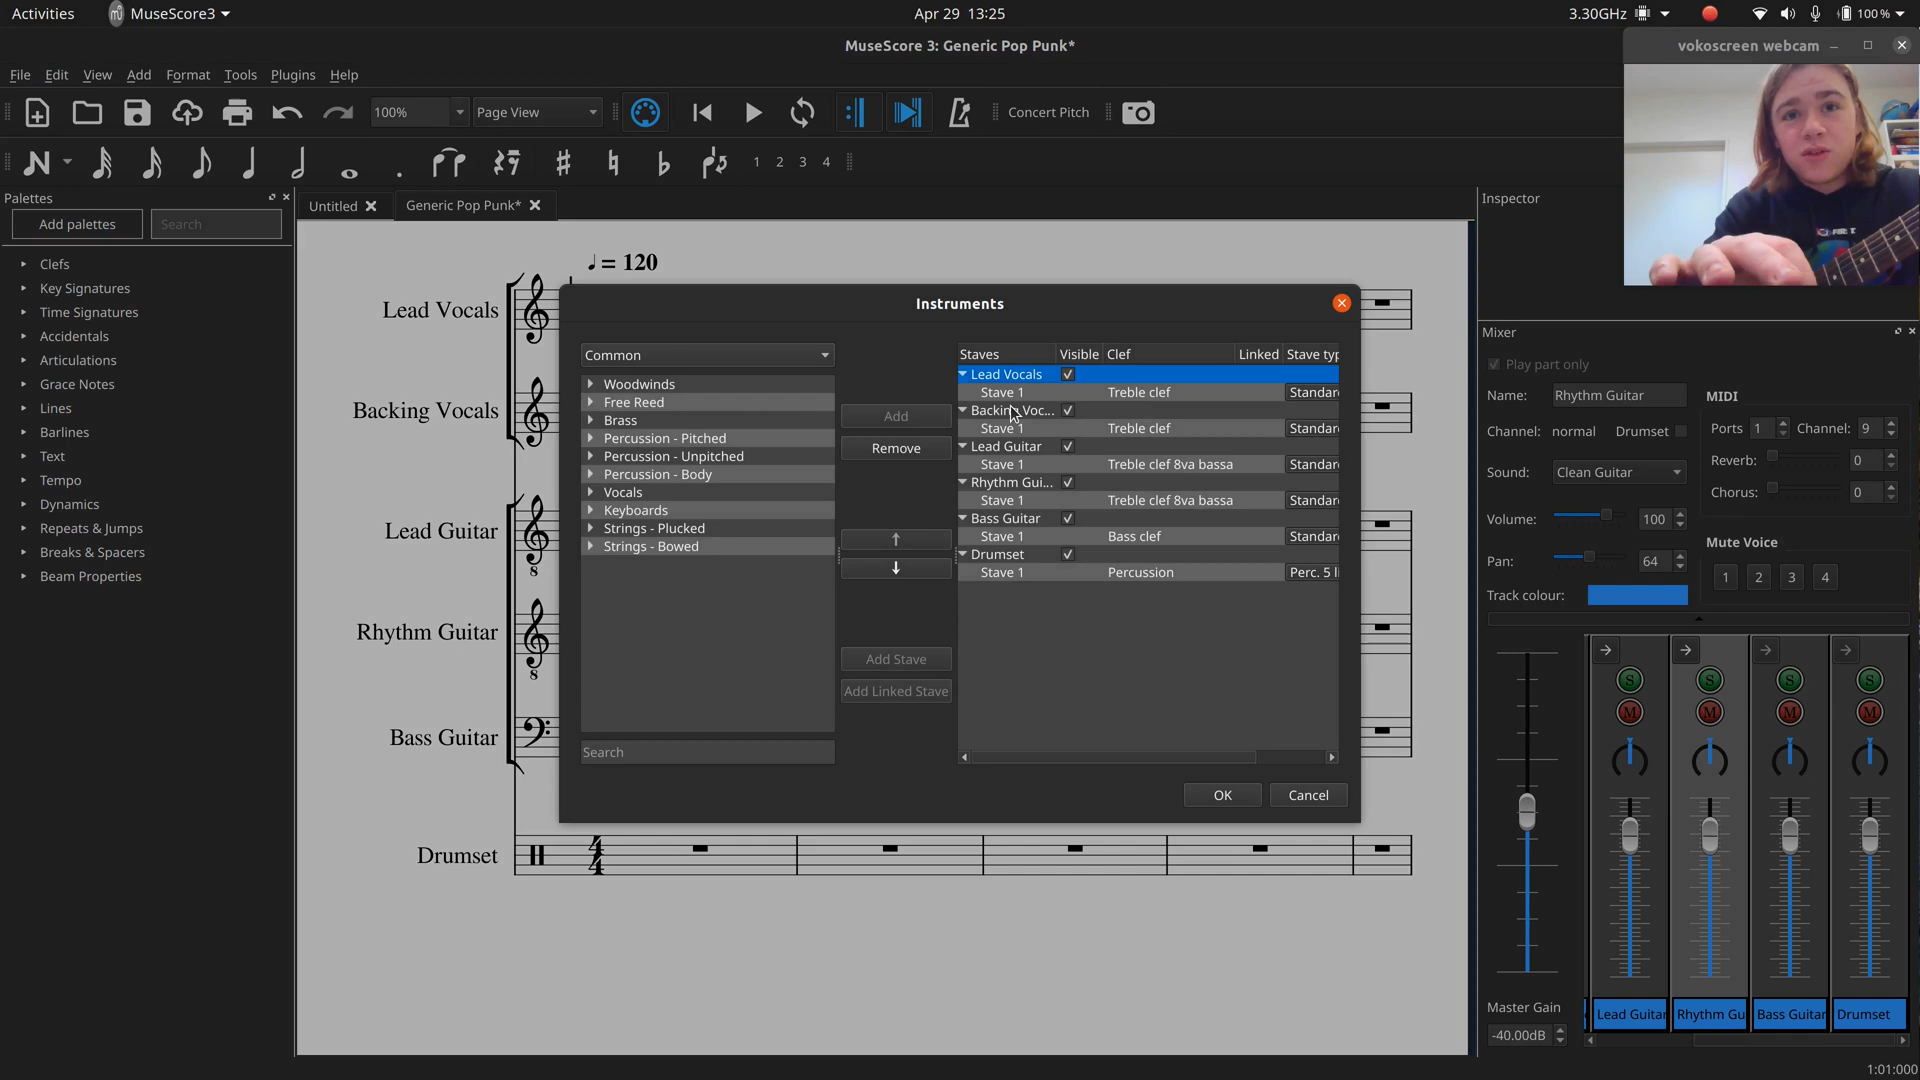 Activities MuseScore3 Apr 29 13:25 3.30GHz 100 %
MuseScore 3: Generic Pop Punk*
vokoscreen webcam
File Edit View Add Format Tools Plugins Help
100% Page View Concert Pitch
1 2 3 4
Palettes
Add palettes Search
Clefs
Key Signatures
Time Signatures
Accidentals
Articulations
Grace Notes
Lines
Barlines
Text
Tempo
Dynamics
Repeats & Jumps
Breaks & Spacers
Beam Properties
Untitled Generic Pop Punk*
= 120
Lead Vocals
Backing Vocals
Lead Guitar
8
Rhythm Guitar
8
Bass Guitar
Drumset
4
4
Instruments
Common
Woodwinds
Free Reed
Brass
Percussion - Pitched
Percussion - Unpitched
Percussion - Body
Vocals
Keyboards
Strings - Plucked
Strings - Bowed
Search
Add
Remove
Add Stave
Add Linked Stave
Staves Visible Clef Linked Stave typ
Lead Vocals
Stave 1 Treble clef Standard
Backing Voc...
Stave 1 Treble clef Standard
Lead Guitar
Stave 1 Treble clef 8va bassa Standard
Rhythm Gui...
Stave 1 Treble clef 8va bassa Standard
Bass Guitar
Stave 1 Bass clef Standard
Drumset
Stave 1 Percussion Perc. 5 li
OK Cancel
Inspector
Mixer
Play part only
Name: Rhythm Guitar
Channel: normal Drumset
Sound: Clean Guitar
Volume: 100
Pan: 64
Track colour:
MIDI
Ports 1 Channel: 9
Reverb: 0
Chorus: 0
Mute Voice
1 2 3 4
S S S S
M M M M
Master Gain
-40.00dB
Lead Guitar Rhythm Gu Bass Guitar Drumset
1:01:000